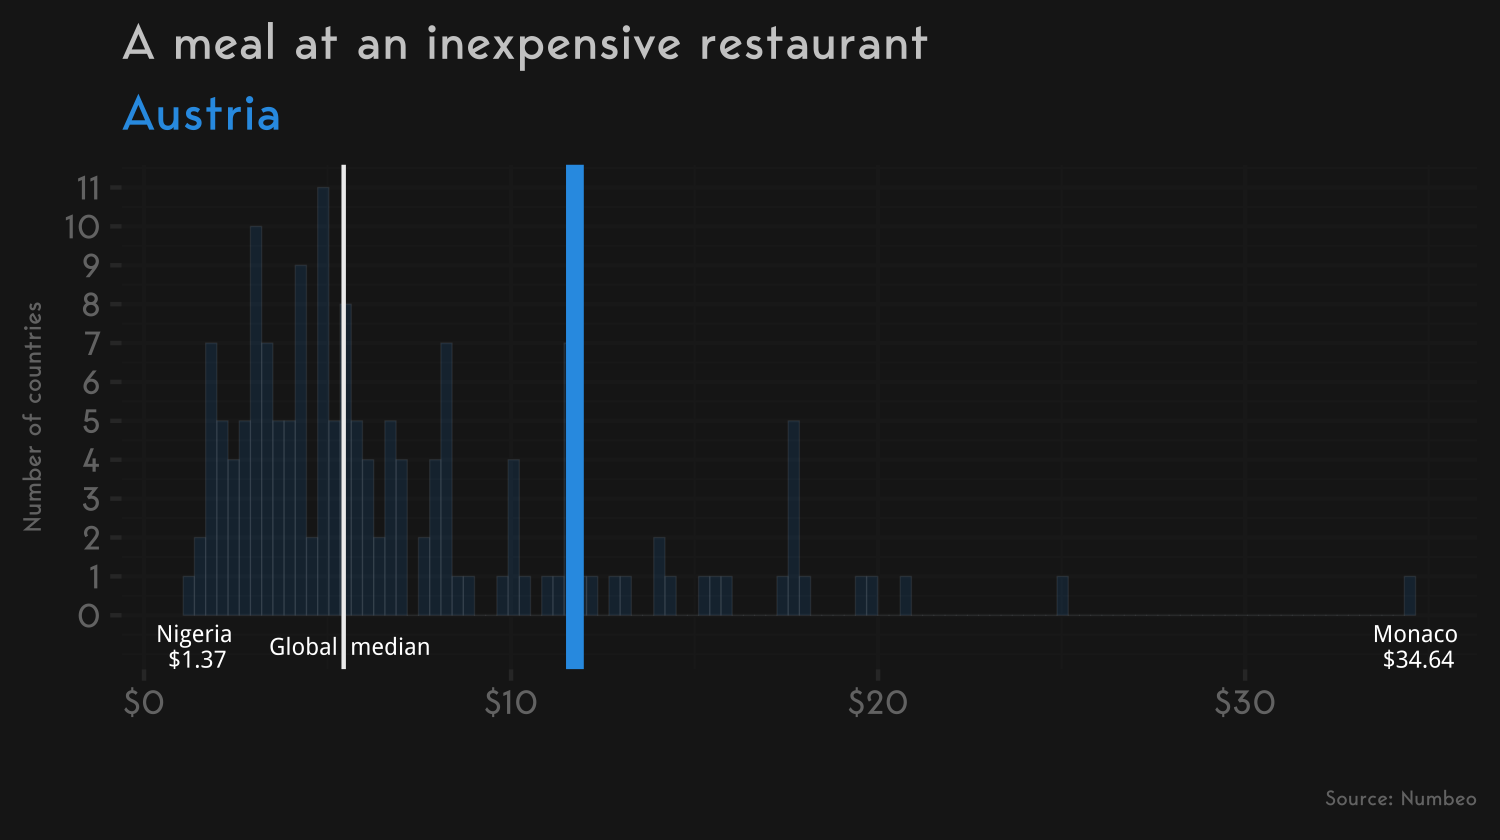 A meal at an inexpensive restaurant
Austria
Number of countries
11
10
9
8
7
6
5
4
3
2
1
0
Nigeria
$1.37
Global median
Monaco
$34.64
$0 $10 $20 $30
Source: Numbeo